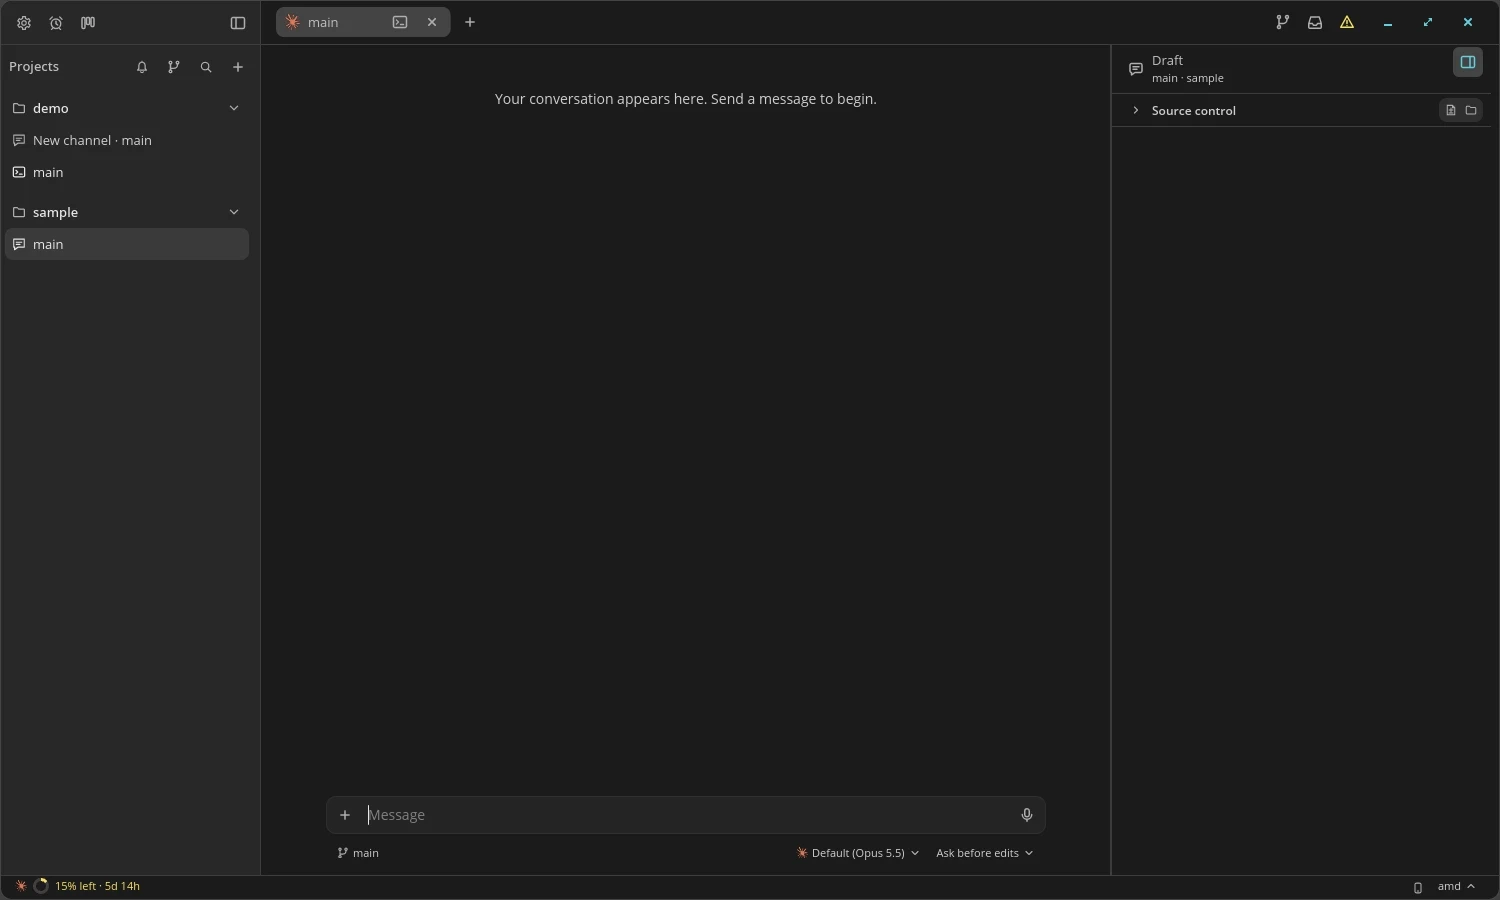 main
Projects
demo
New channel · main
main
sample
main
Your conversation appears here. Send a message to begin.
Draft
main · sample
Source control
Message
main
Default (Opus 5.5)
Ask before edits
15% left · 5d 14h
amd